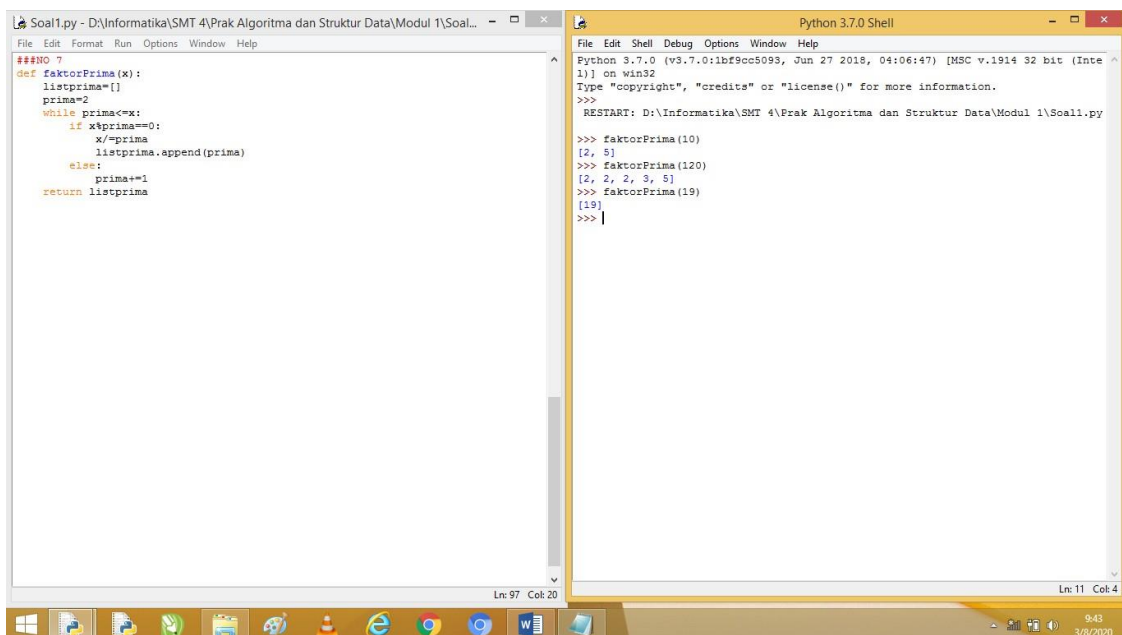 Soal1.py - D:\Informatika\SMT 4\Prak Algoritma dan Struktur Data\Modul 1\Soal...
File Edit Format Run Options Window Help
###NO 7
def faktorPrima(x):
    listprima=[]
    prima=2
    while prima<=x:
        if x%prima==0:
            x/=prima
            listprima.append(prima)
        else:
            prima+=1
    return listprima
Ln: 97 Col: 20
Python 3.7.0 Shell
File Edit Shell Debug Options Window Help
Python 3.7.0 (v3.7.0:1bf9cc5093, Jun 27 2018, 04:06:47) [MSC v.1914 32 bit (Inte
l)] on win32
Type "copyright", "credits" or "license()" for more information.
>>>
 RESTART: D:\Informatika\SMT 4\Prak Algoritma dan Struktur Data\Modul 1\Soal1.py
>>> faktorPrima(10)
[2, 5]
>>> faktorPrima(120)
[2, 2, 2, 3, 5]
>>> faktorPrima(19)
[19]
>>>
Ln: 11 Col: 4
9:43
3/8/2020